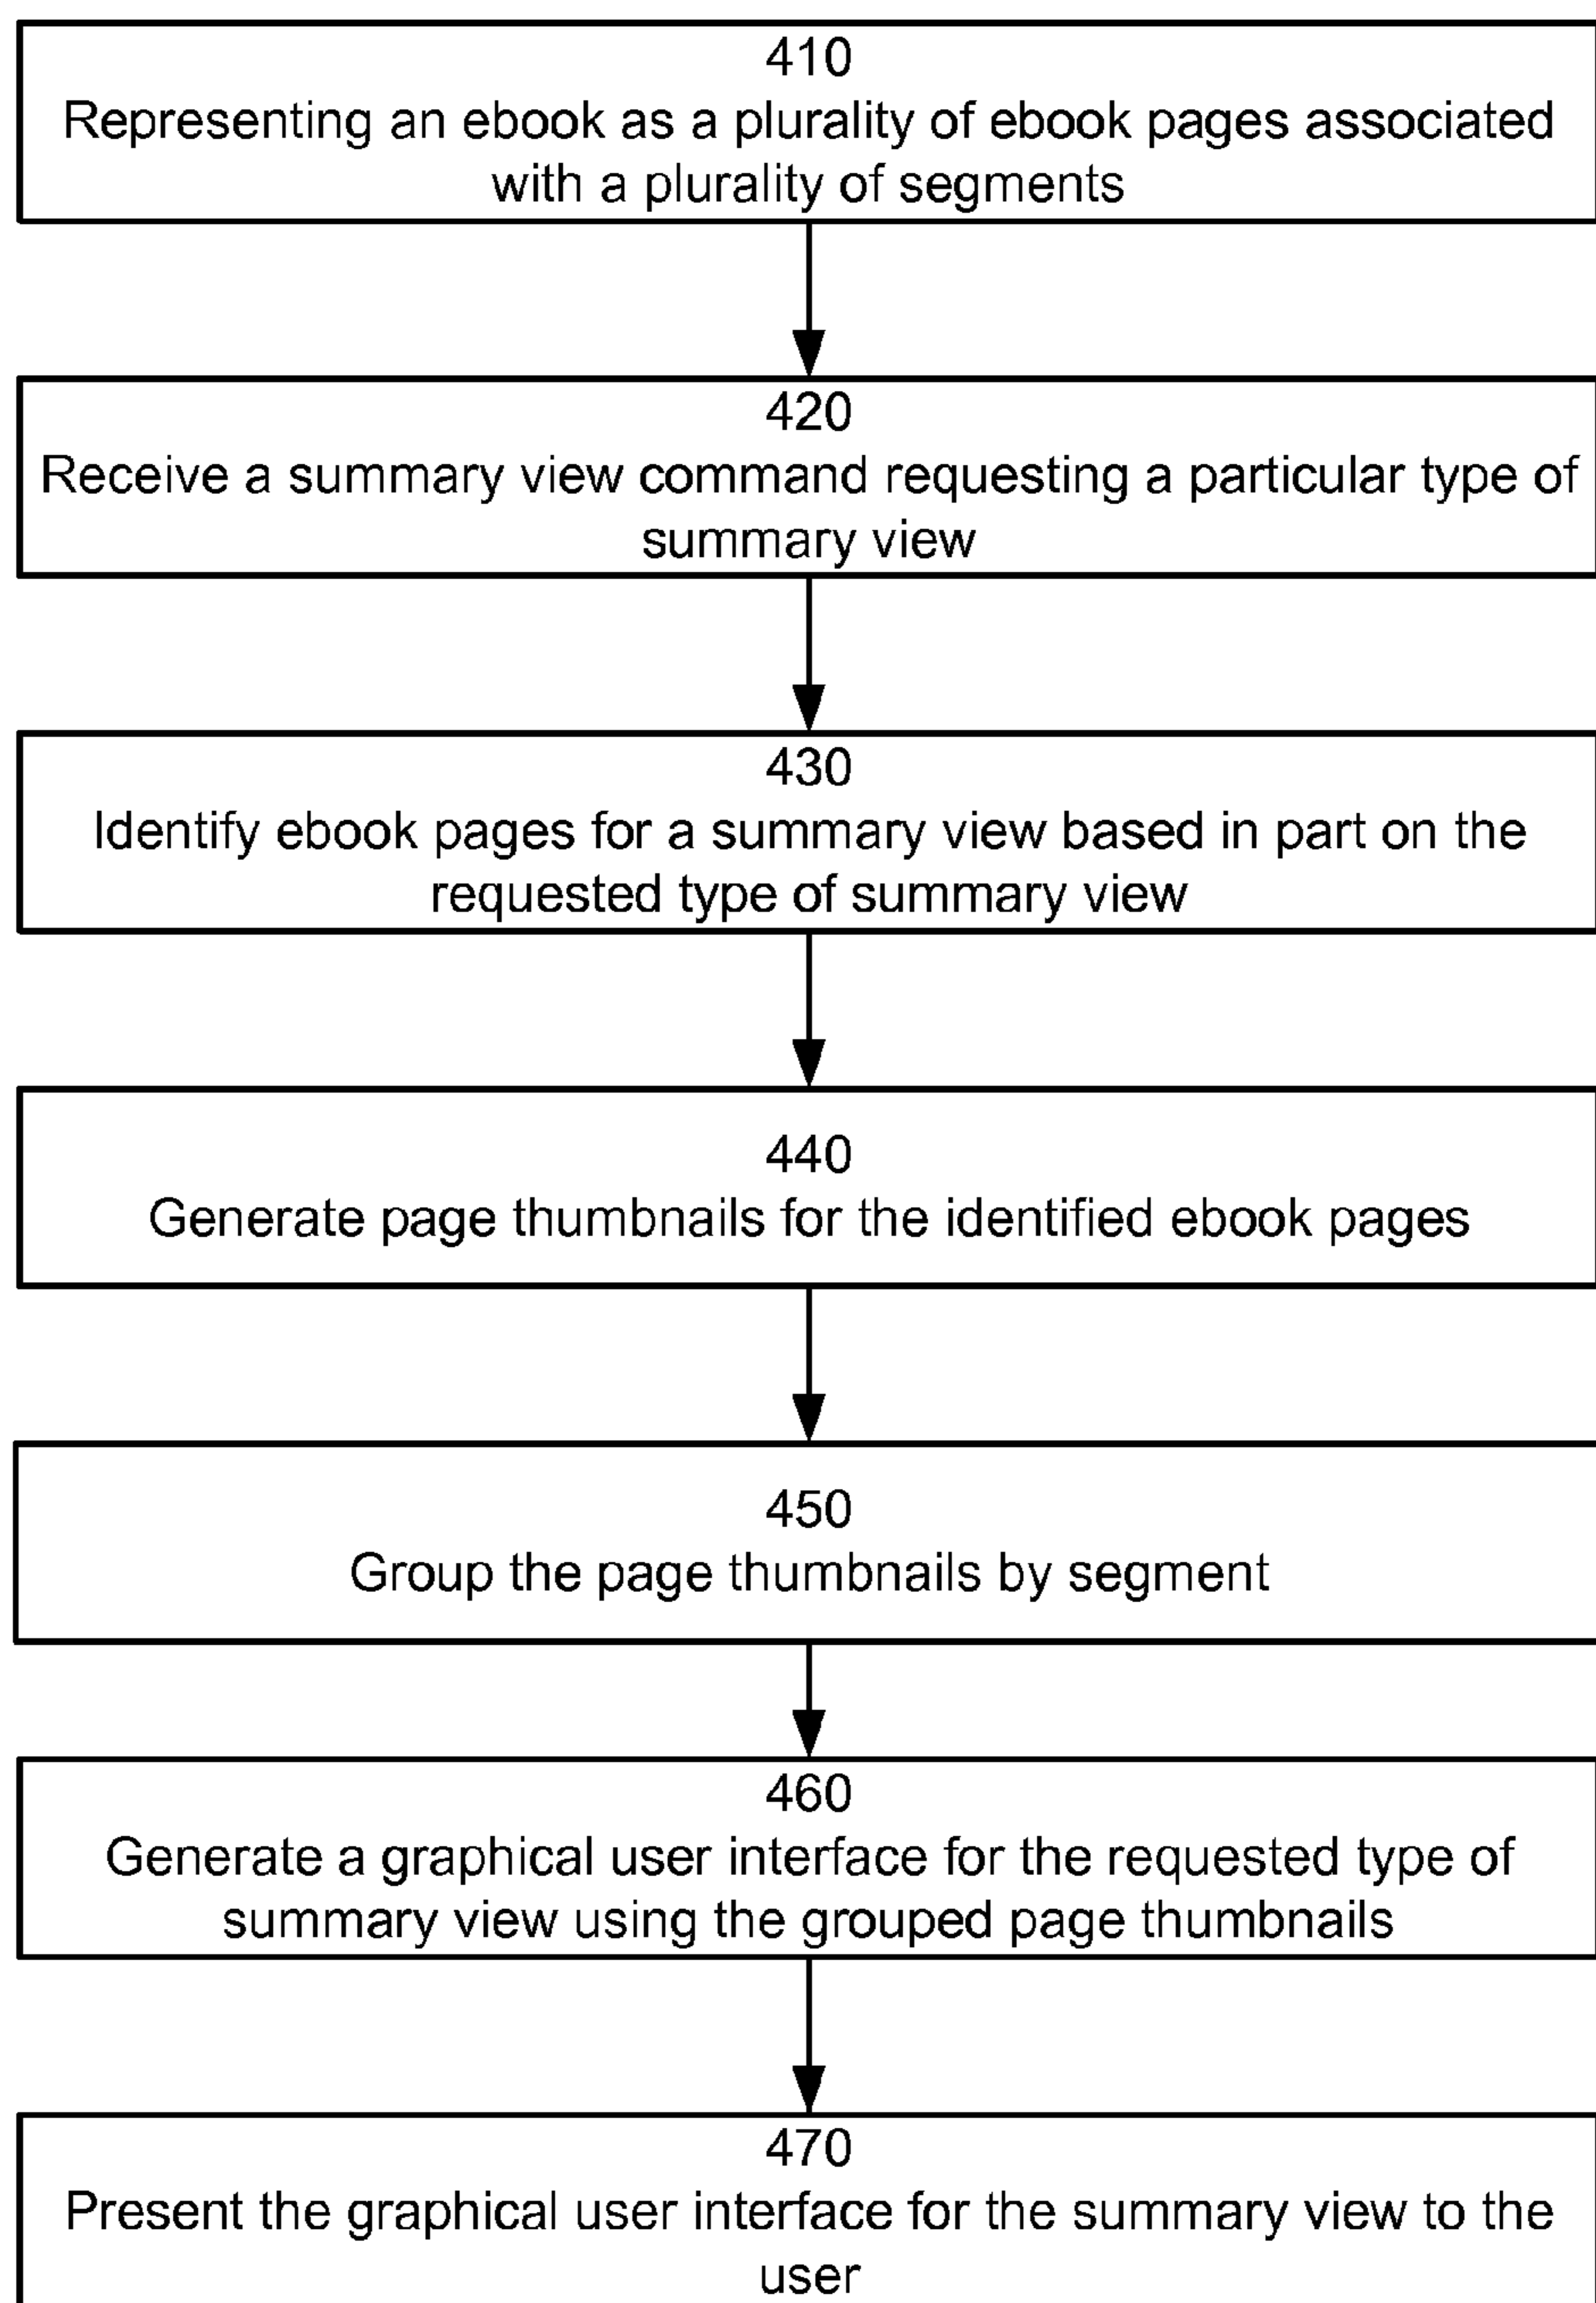 410
Representing an ebook as a plurality of ebook pages associated
with a plurality of segments
420
Receive a summary view command requesting a particular type of
summary view
430
Identify ebook pages for a summary view based in part on the
requested type of summary view
440
Generate page thumbnails for the identified ebook pages
450
Group the page thumbnails by segment
460
Generate a graphical user interface for the requested type of
summary view using the grouped page thumbnails
470
Present the graphical user interface for the summary view to the
user